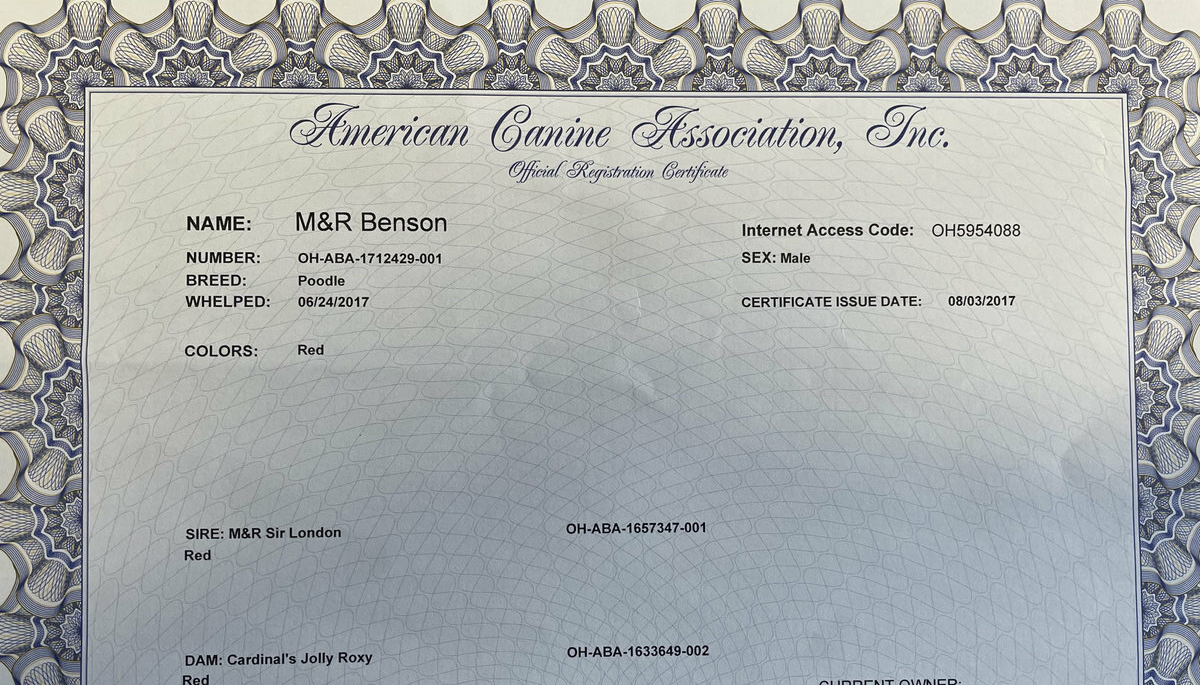 American Canine Association, Inc.
Official Registration Certificate
NAME: M&R Benson
Internet Access Code: OH5954088
NUMBER: OH-ABA-1712429-001
SEX: Male
BREED: Poodle
WHELPED: 06/24/2017
CERTIFICATE ISSUE DATE: 08/03/2017
COLORS: Red
SIRE: M&R Sir London OH-ABA-1657347-001
Red
DAM: Cardinal's Jolly Roxy OH-ABA-1633649-002
Red
CURRENT OWNER: